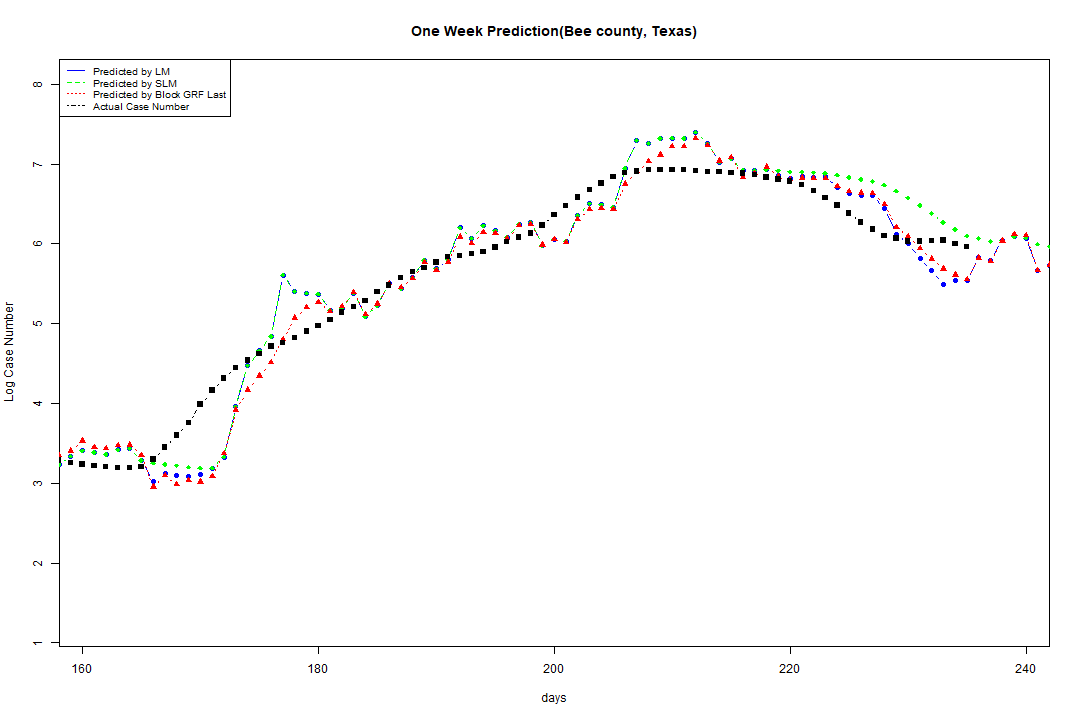 One Week Prediction(Bee county, Texas)
Predicted by LM
Predicted by SLM
Predicted by Block GRF Last
Actual Case Number
8
7
6
5
4
3
2
1
Log Case Number
160 180 200 220 240
days